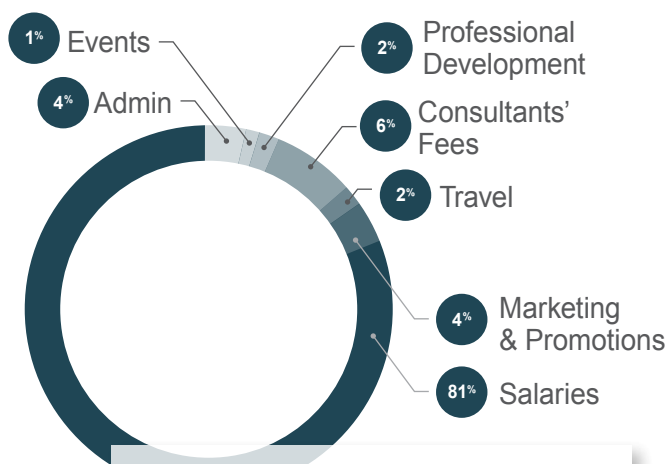 1% Events
4% Admin
2% Professional
Development
6% Consultants’
Fees
2% Travel
4% Marketing
& Promotions
81% Salaries